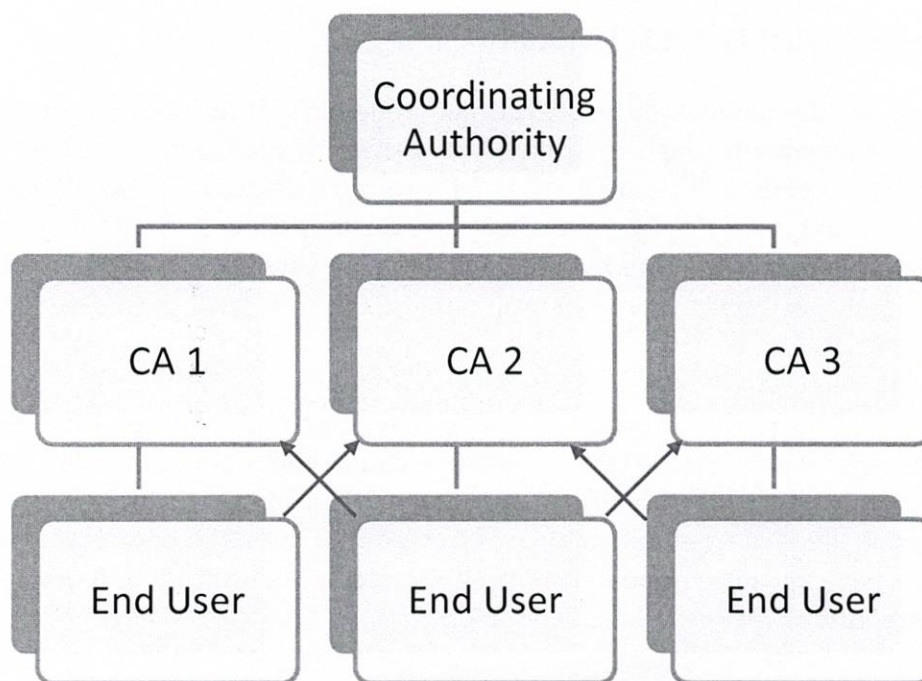 Coordinating
Authority
CA 1
CA 2
CA 3
End User
End User
End User